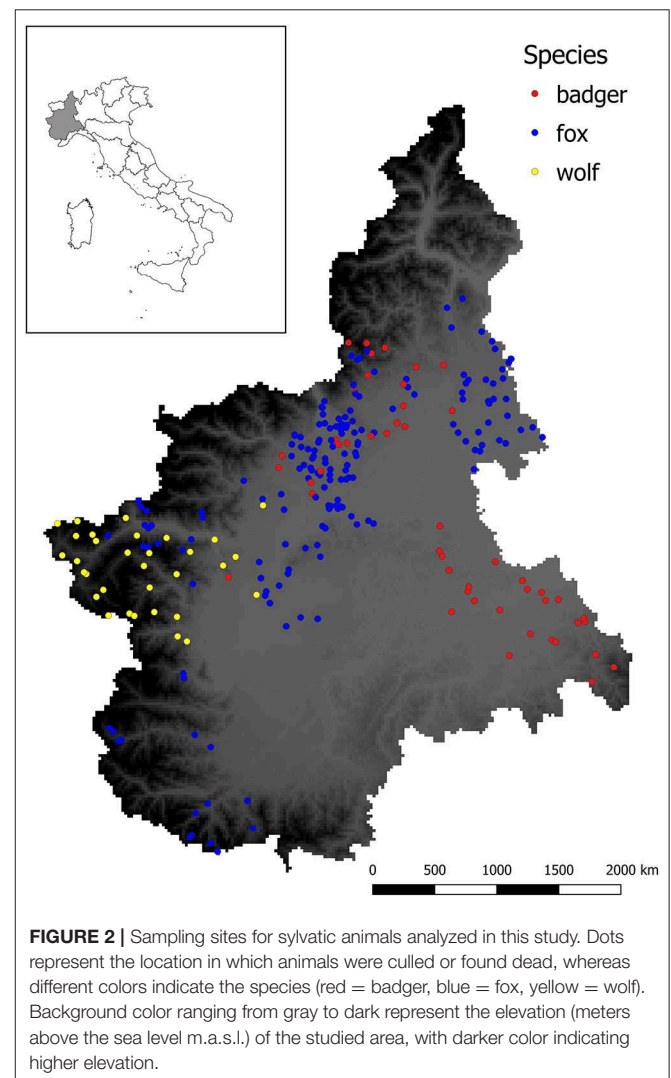 Species
badger
fox
wolf
0 500 1000 1500 2000 km
FIGURE 2 | Sampling sites for sylvatic animals analyzed in this study. Dots
represent the location in which animals were culled or found dead, whereas
different colors indicate the species (red = badger, blue = fox, yellow = wolf).
Background color ranging from gray to dark represent the elevation (meters
above the sea level m.a.s.l.) of the studied area, with darker color indicating
higher elevation.